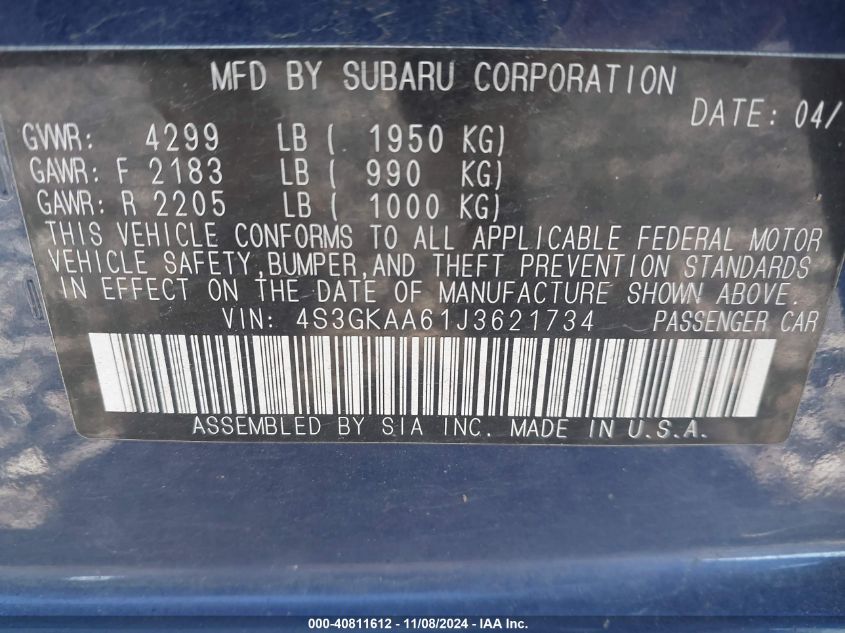 MFD BY SUBARU CORPORATION
DATE: 04/
GVWR: 4299 LB ( 1950 KG)
GAWR: F 2183 LB ( 990 KG)
GAWR: R 2205 LB ( 1000 KG)
THIS VEHICLE CONFORMS TO ALL APPLICABLE FEDERAL MOTOR
VEHICLE SAFETY, BUMPER, AND THEFT PREVENTION STANDARDS
IN EFFECT ON THE DATE OF MANUFACTURE SHOWN ABOVE.
VIN: 4S3GKAA61J3621734 PASSENGER CAR
ASSEMBLED BY SIA INC. MADE IN U.S.A.
000-40811612 - 11/08/2024 - IAA Inc.